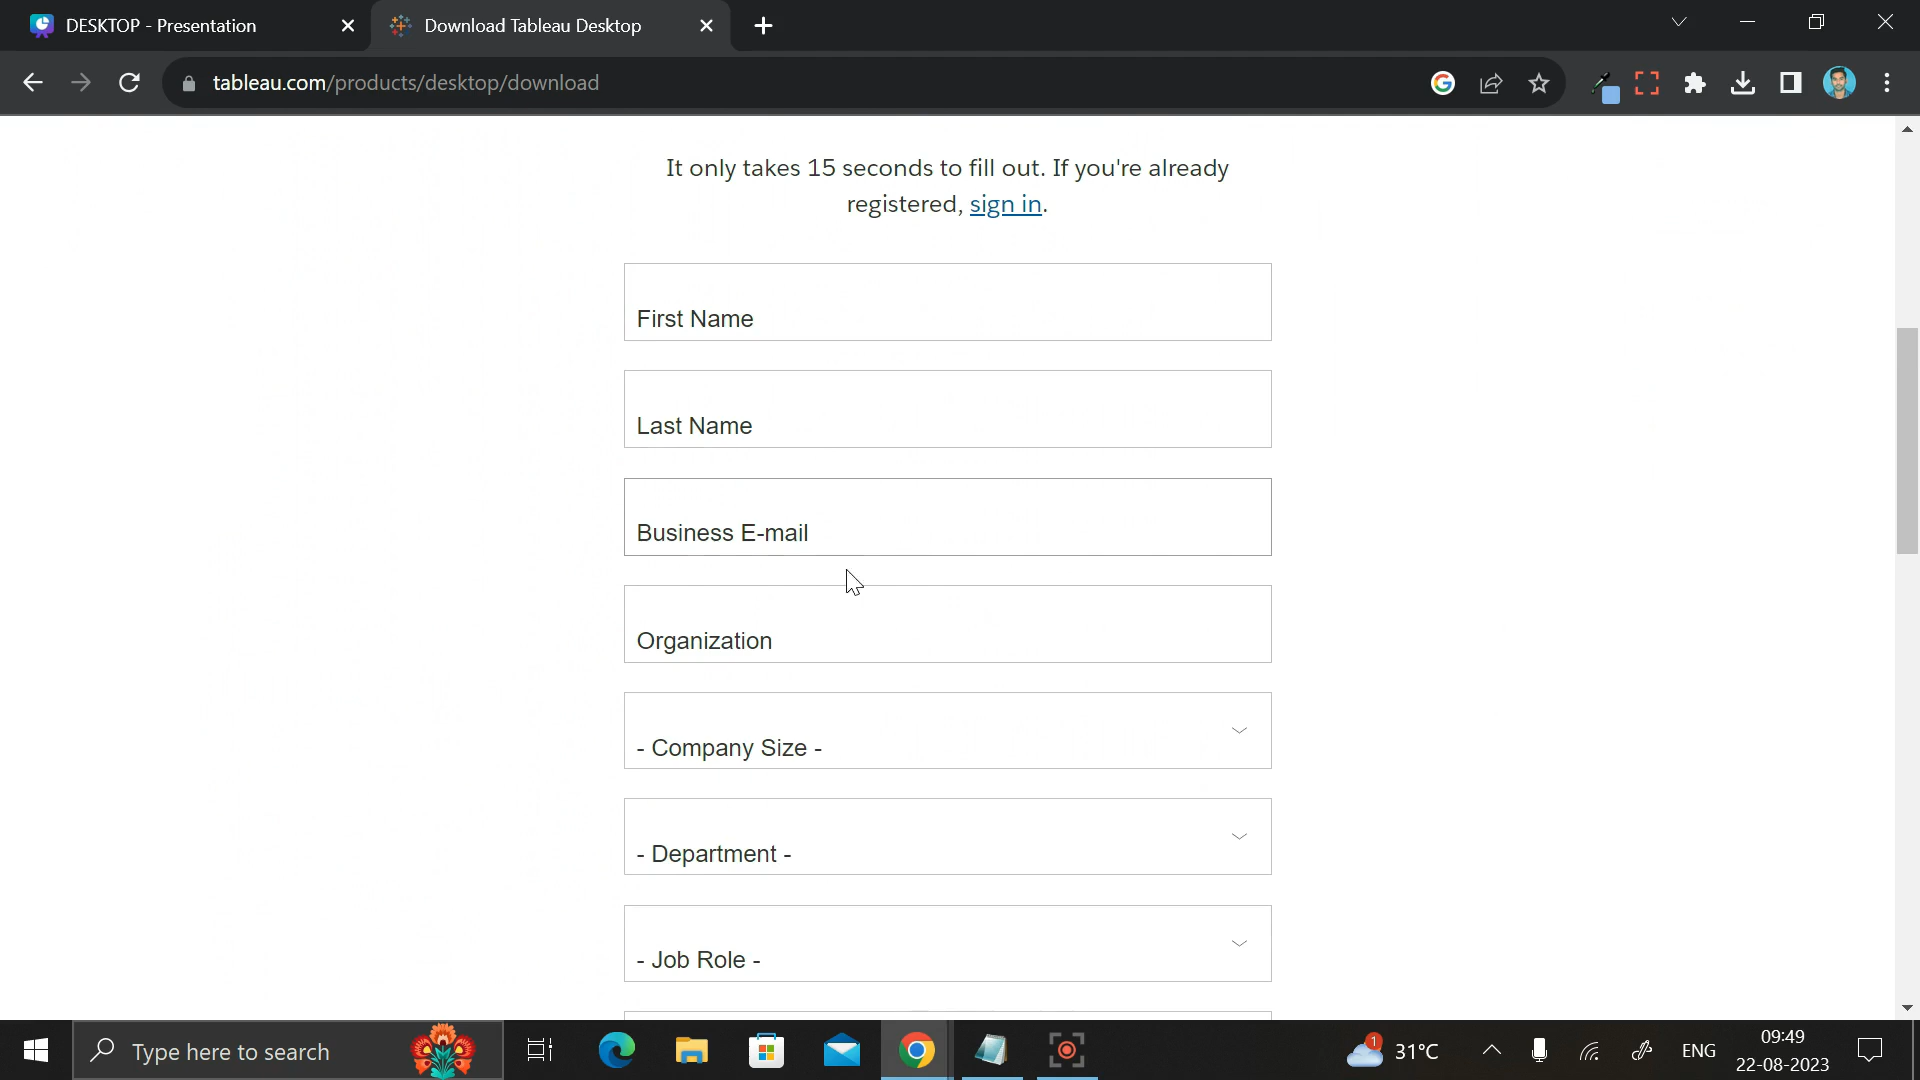 DESKTOP - Presentation
Download Tableau Desktop
tableau.com/products/desktop/download
It only takes 15 seconds to fill out. If you're already
registered, sign in.
First Name
Last Name
Business E-mail
Organization
- Company Size -
- Department -
- Job Role -
Type here to search
1
31°C
ENG
09:49
22-08-2023